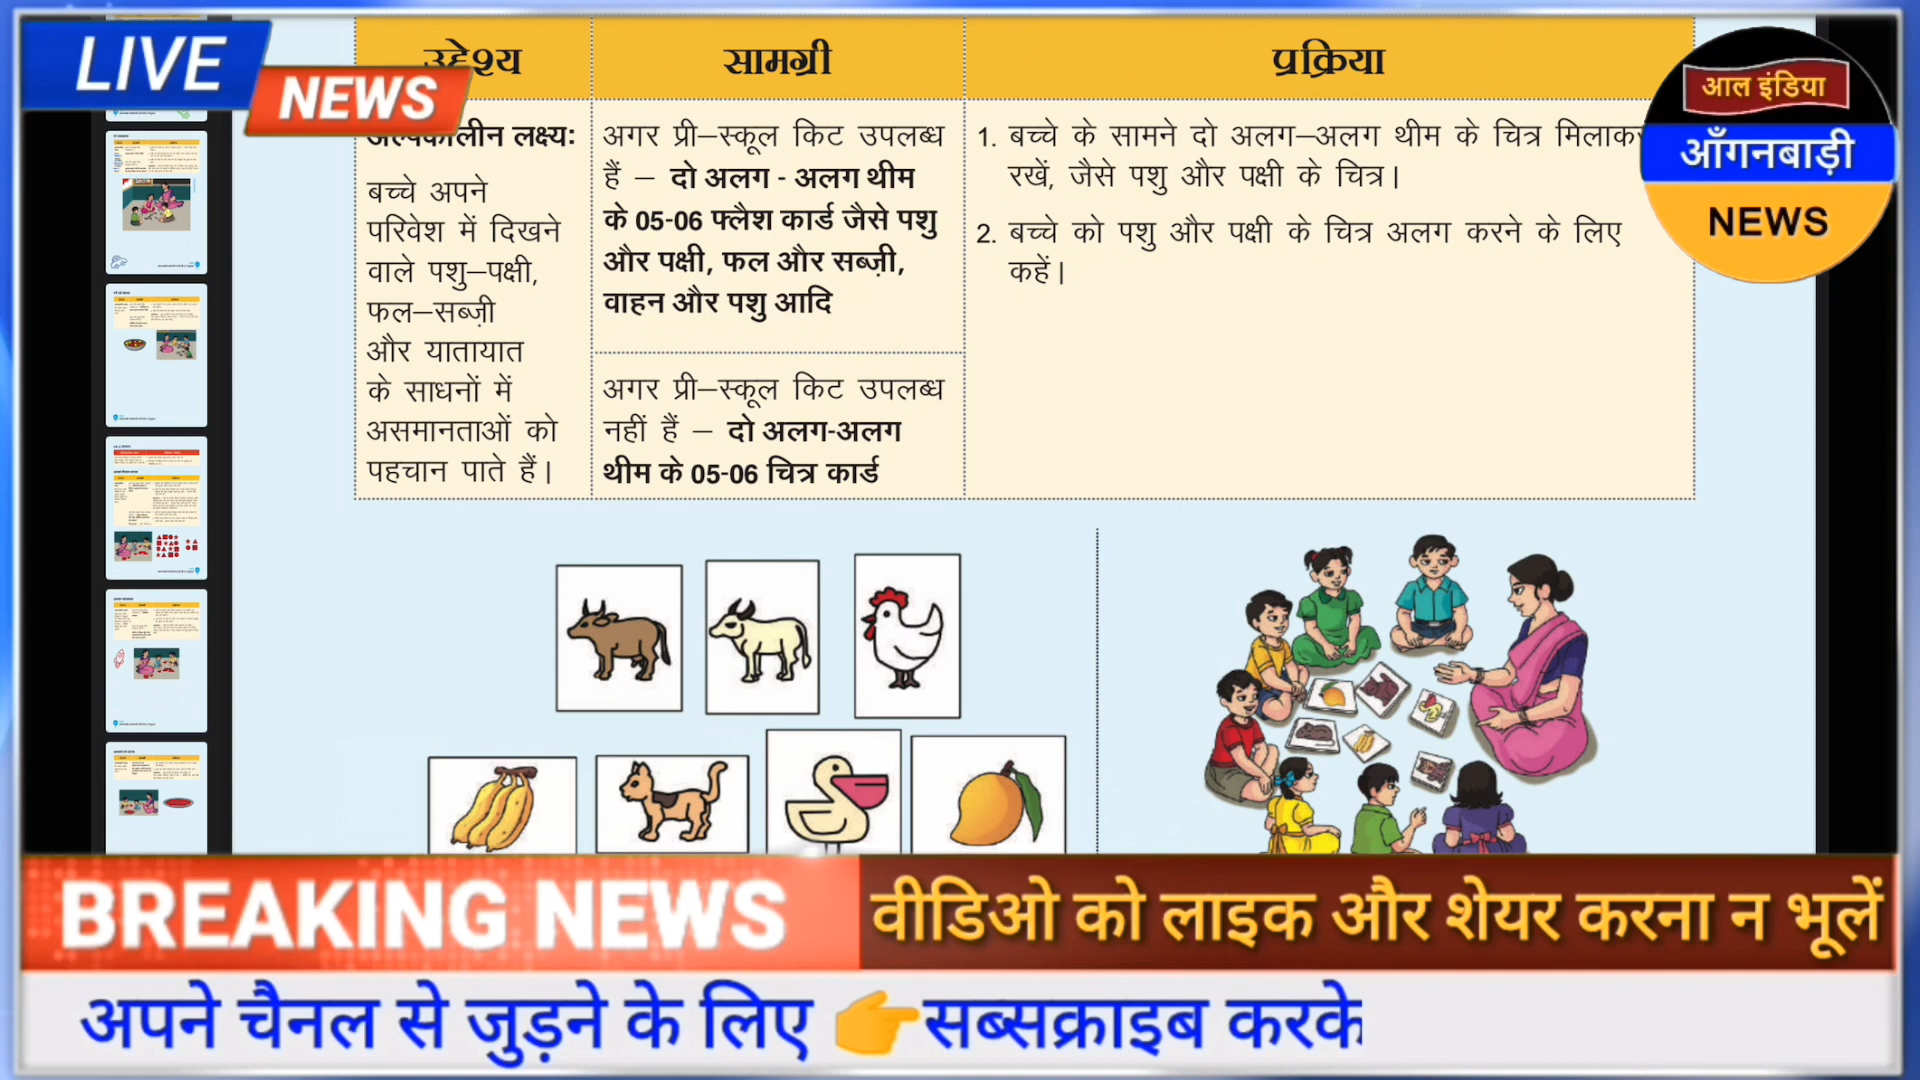 LIVE
NEWS
उद्देश्य
सामग्री
प्रक्रिया
आल इंडिया
आँगनबाड़ी
NEWS
अल्पकालीन लक्ष्य:
बच्चे अपने
परिवेश में दिखने
वाले पशु–पक्षी,
फल–सब्ज़ी
और यातायात
के साधनों में
असमानताओं को
पहचान पाते हैं।
अगर प्री–स्कूल किट उपलब्ध
हैं – दो अलग - अलग थीम
के 05-06 फ्लैश कार्ड जैसे पशु
और पक्षी, फल और सब्ज़ी,
वाहन और पशु आदि
अगर प्री–स्कूल किट उपलब्ध
नहीं हैं – दो अलग-अलग
थीम के 05-06 चित्र कार्ड
1. बच्चे के सामने दो अलग–अलग थीम के चित्र मिलाकर
रखें, जैसे पशु और पक्षी के चित्र।
2. बच्चे को पशु और पक्षी के चित्र अलग करने के लिए
कहें।
BREAKING NEWS
वीडिओ को लाइक और शेयर करना न भूलें
अपने चैनल से जुड़ने के लिए 👉सब्सक्राइब करके